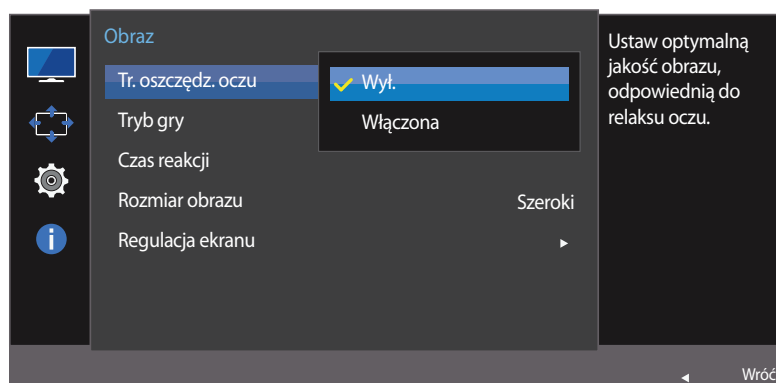 Obraz
Tr. oszczędz. oczu
Wył.
Włączona
Tryb gry
Czas reakcji
Rozmiar obrazu Szeroki
Regulacja ekranu
Ustaw optymalną
jakość obrazu,
odpowiednią do
relaksu oczu.
Wróć